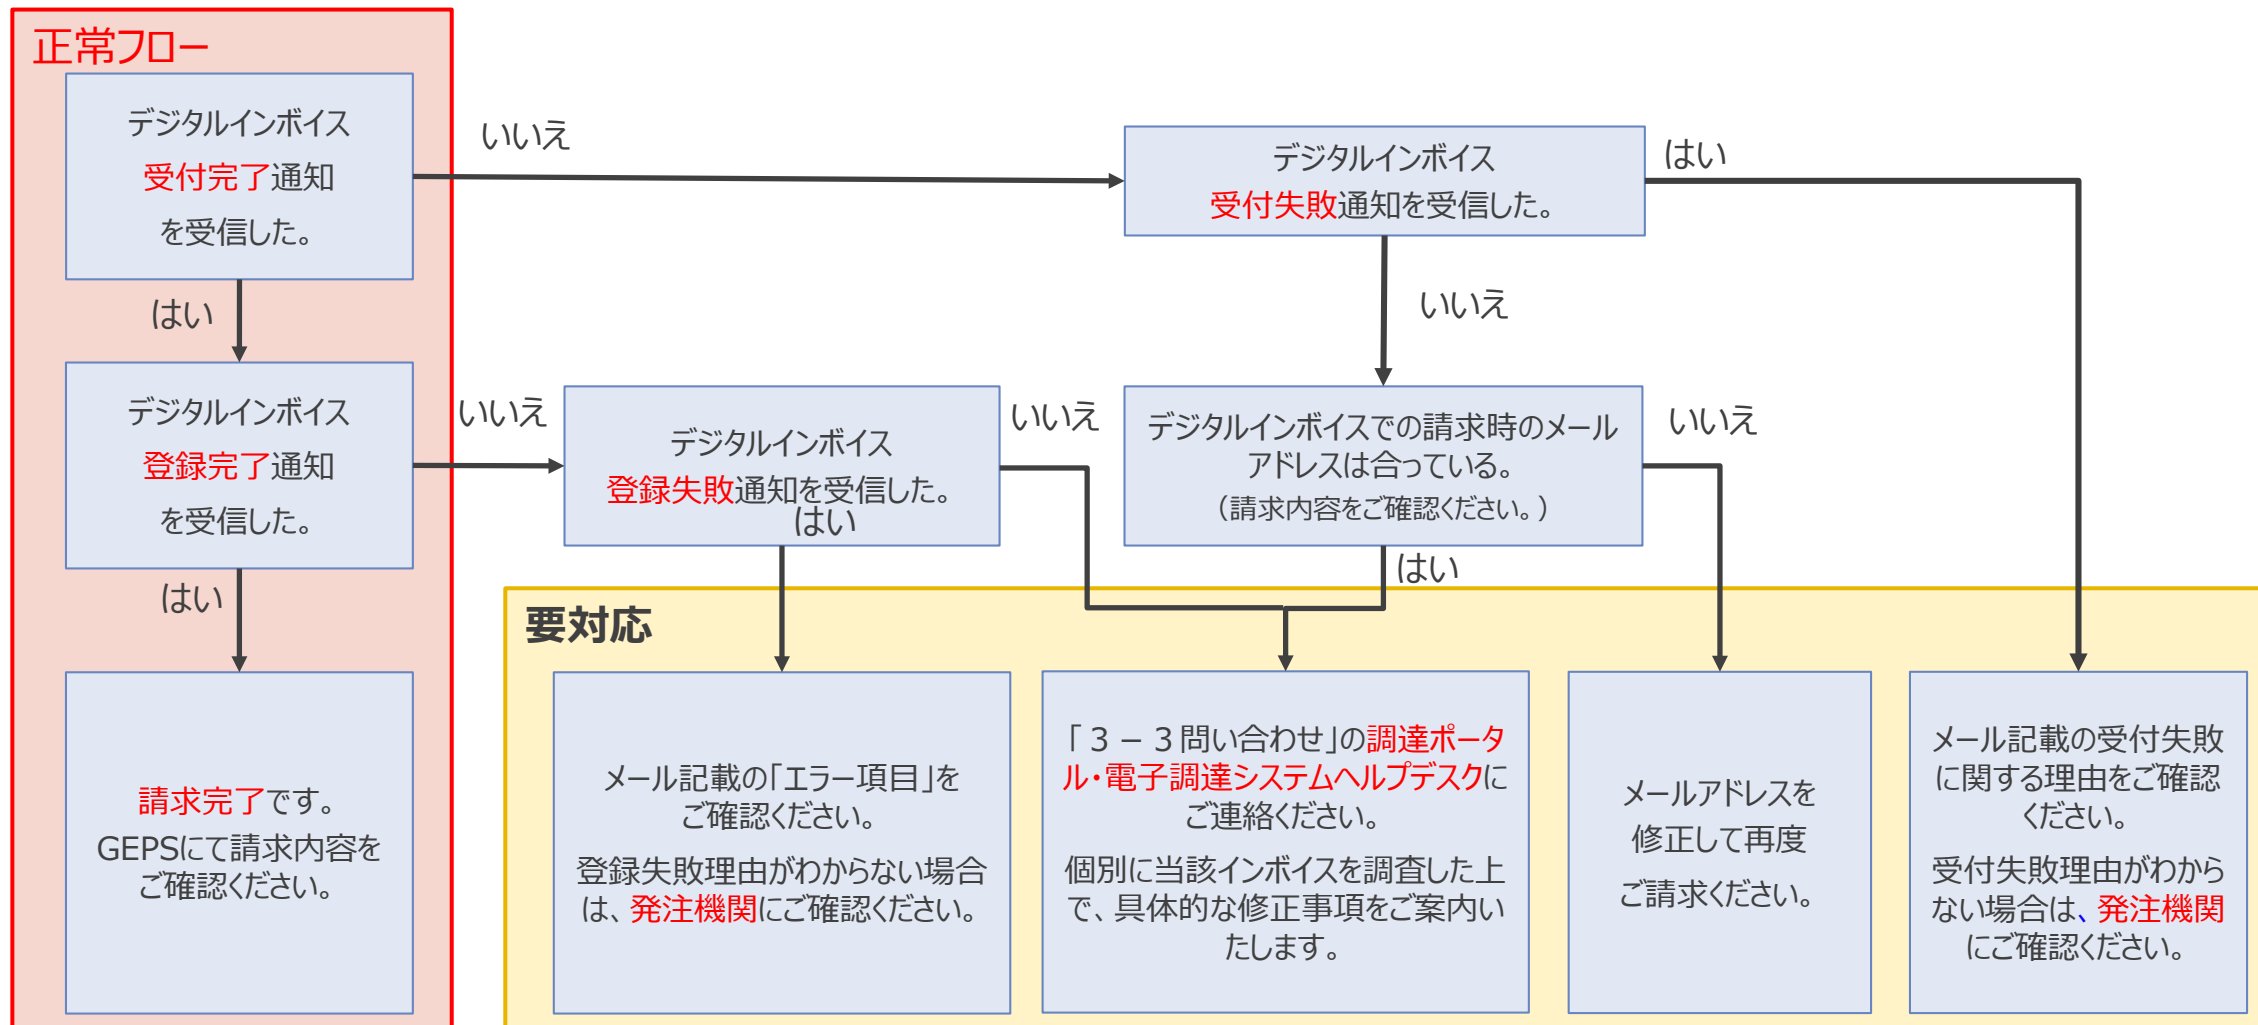 正常フロー
デジタルインボイス
受付完了通知
を受信した。
いいえ
デジタルインボイス
受付失敗通知を受信した。
はい
はい
いいえ
デジタルインボイス
登録完了通知
を受信した。
いいえ
デジタルインボイス
登録失敗通知を受信した。
はい
いいえ
デジタルインボイスでの請求時のメール
アドレスは合っている。
（請求内容をご確認ください。）
いいえ
はい
はい
要対応
請求完了です。
GEPSにて請求内容を
ご確認ください。
メール記載の「エラー項目」を
ご確認ください。
登録失敗理由がわからない場合
は、発注機関にご確認ください。
「３－３問い合わせ」の調達ポータ
ル・電子調達システムヘルプデスクに
ご連絡ください。
個別に当該インボイスを調査した上
で、具体的な修正事項をご案内い
たします。
メールアドレスを
修正して再度
ご請求ください。
メール記載の受付失敗
に関する理由をご確認
ください。
受付失敗理由がわから
ない場合は、発注機関
にご確認ください。